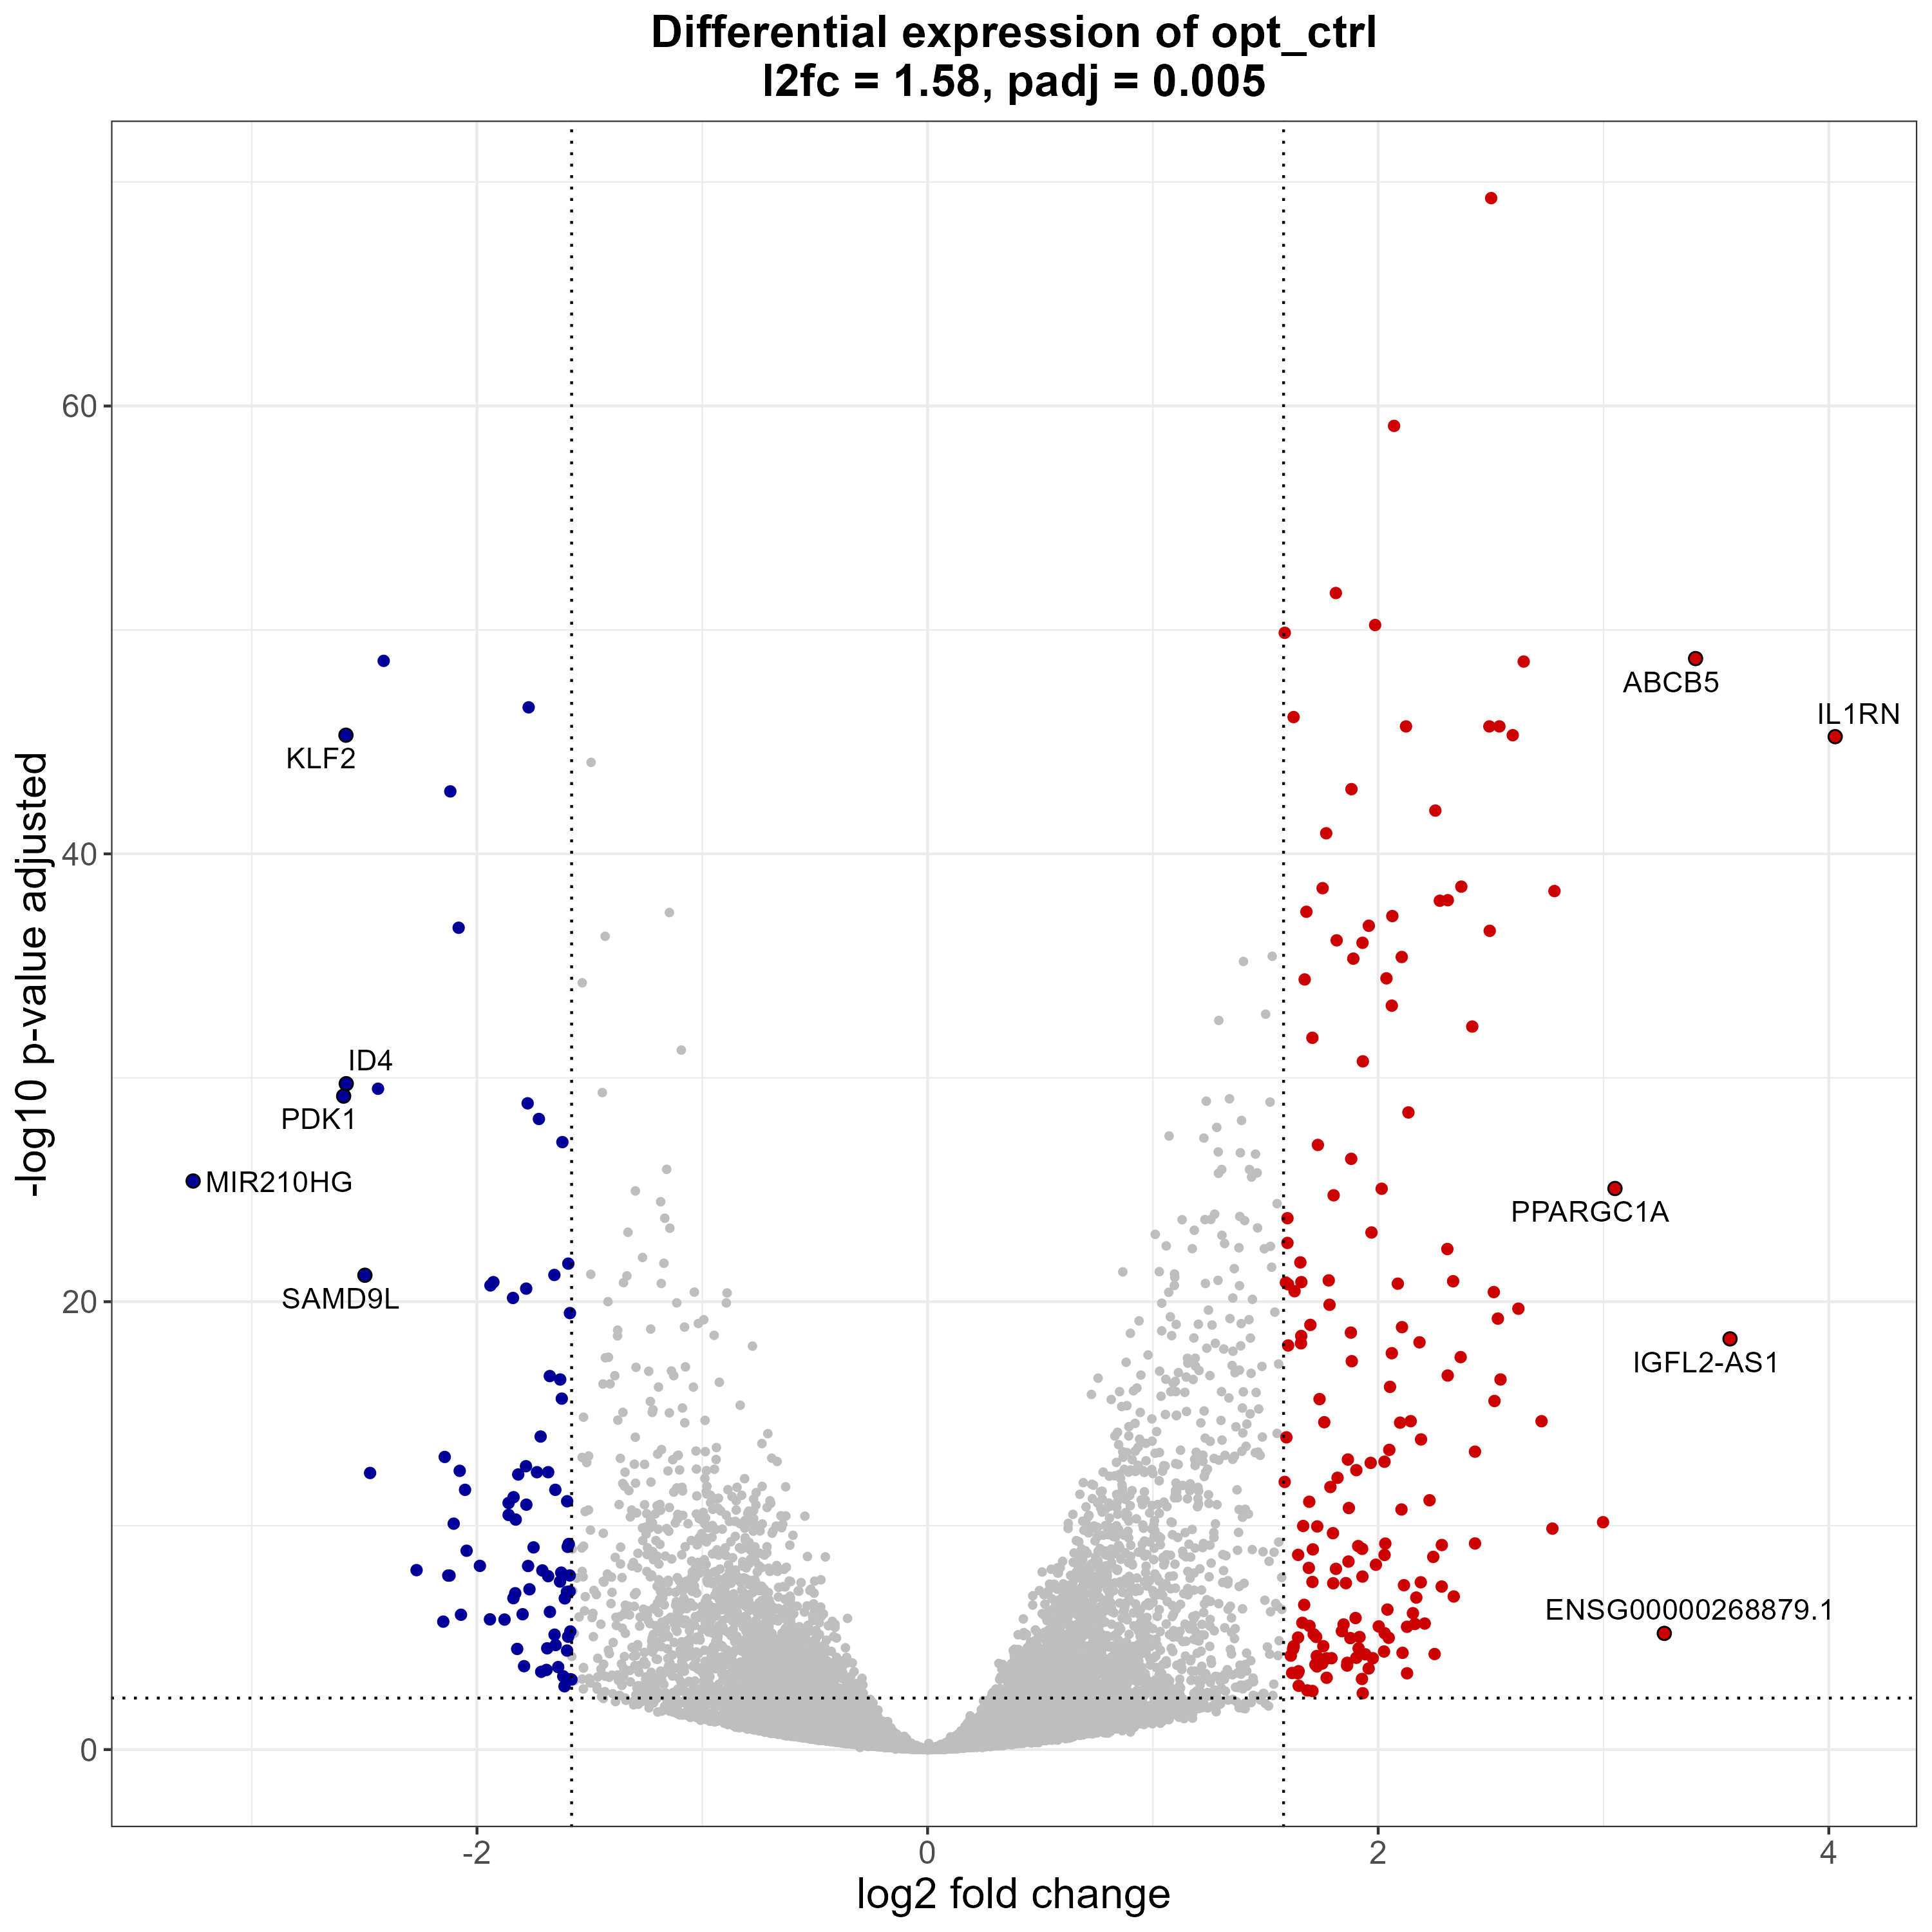 Differential expression of opt_ctrl
l2fc = 1.58, padj = 0.005
-log10 p-value adjusted
60
40
20
0
ABCB5
IL1RN
KLF2
ID4
PDK1
MIR210HG
PPARGC1A
SAMD9L
IGFL2-AS1
ENSG00000268879.1
-2
0
2
4
log2 fold change